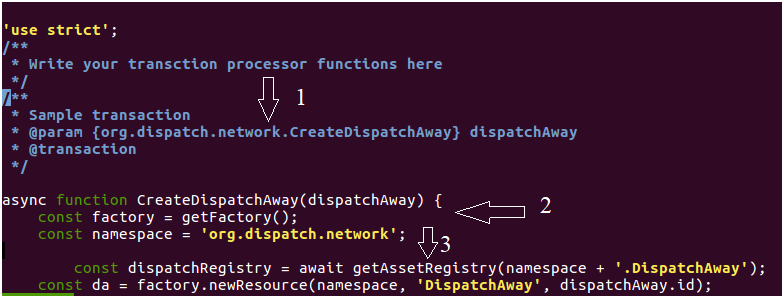 'use strict';
/**
 * Write your transction processor functions here
 */
/**
1
 * Sample transaction
 * @param {org.dispatch.network.CreateDispatchAway} dispatchAway
 * @transaction
 */
async function CreateDispatchAway(dispatchAway) {
2
    const factory = getFactory();
    const namespace = 'org.dispatch.network';
3
        const dispatchRegistry = await getAssetRegistry(namespace + '.DispatchAway');
    const da = factory.newResource(namespace, 'DispatchAway', dispatchAway.id);